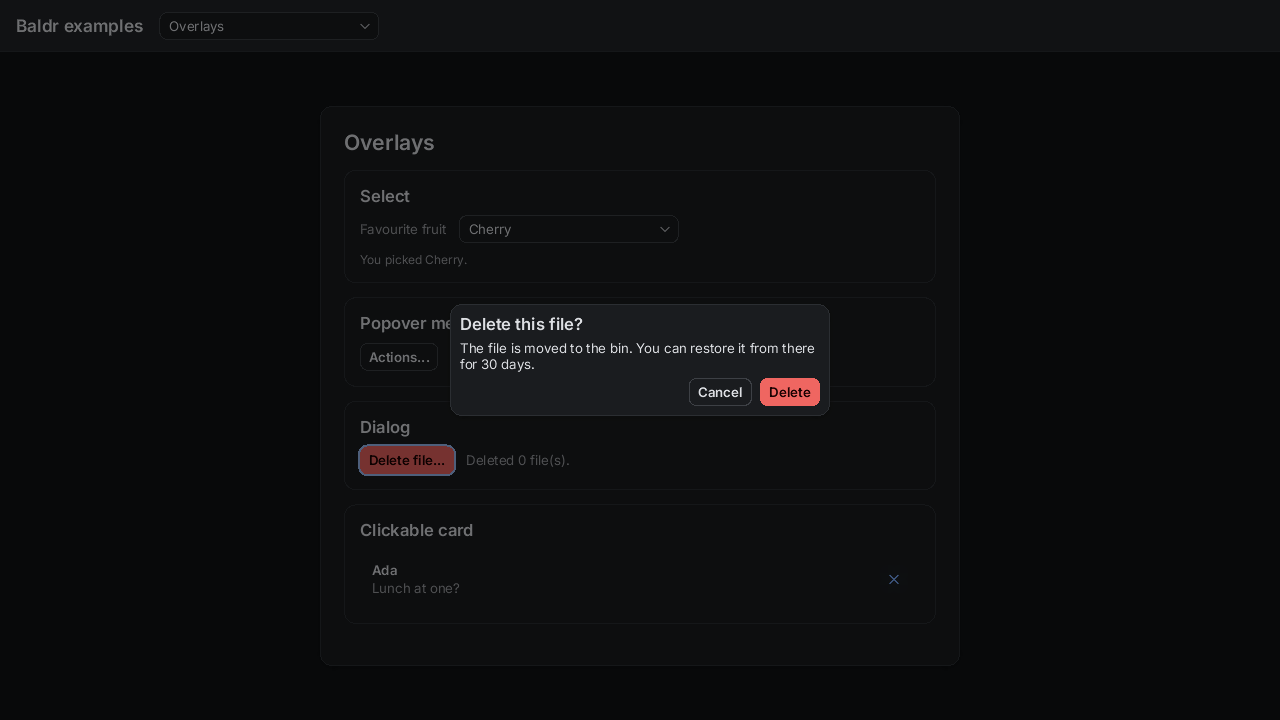 Baldr examples
Overlays
Overlays
Select
Favourite fruit
Cherry
You picked Cherry.
Popover me
Actions...
Delete this file?
The file is moved to the bin. You can restore it from there
for 30 days.
Cancel
Delete
Dialog
Delete file...
Deleted 0 file(s).
Clickable card
Ada
Lunch at one?